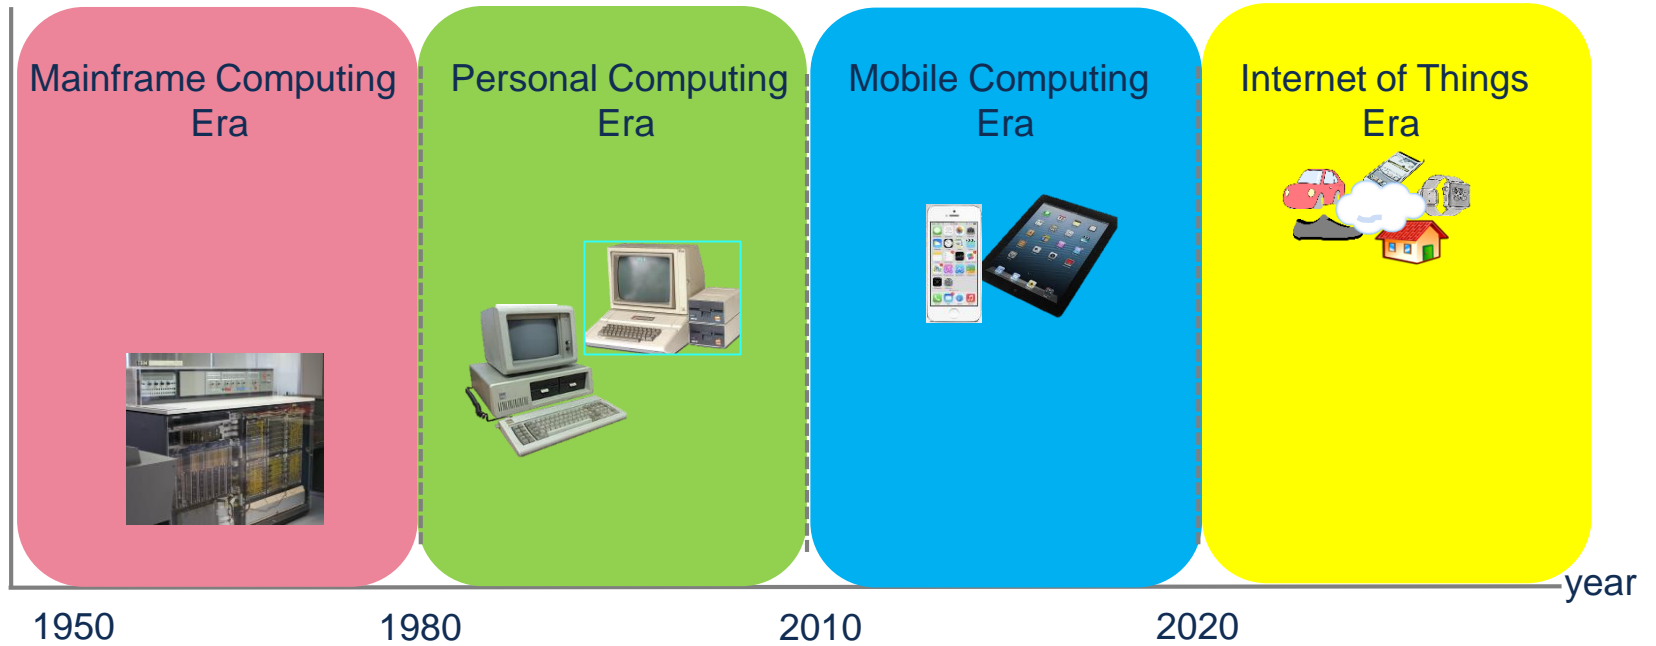 Mainframe Computing
Era
Personal Computing
Era
Mobile Computing
Era
Internet of Things
Era
year
1950
1980
2010
2020